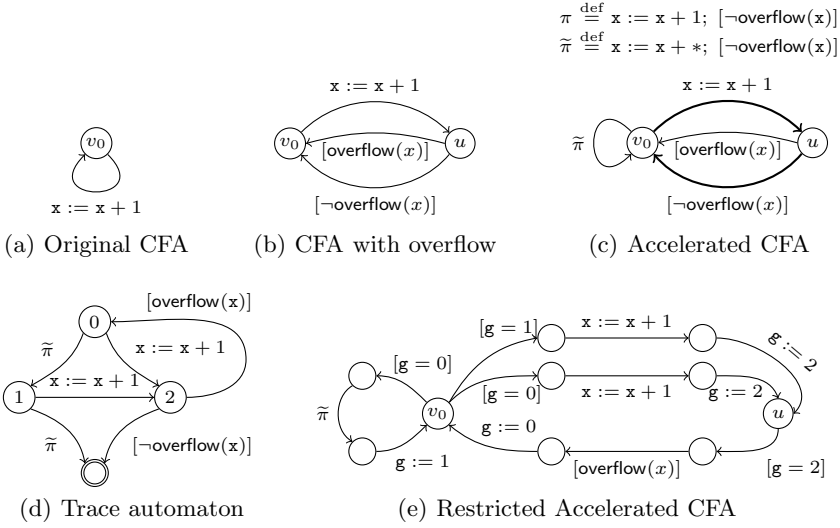 π def= x := x + 1; [¬overflow(x)]
π̃ def= x := x + ∗; [¬overflow(x)]
v0
x := x + 1
(a) Original CFA
x := x + 1
v0
[overflow(x)]
u
[¬overflow(x)]
(b) CFA with overflow
x := x + 1
π̃
v0
[overflow(x)]
u
[¬overflow(x)]
(c) Accelerated CFA
[overflow(x)]
0
π̃
x := x + 1
x := x + 1
1
2
π̃
[¬overflow(x)]
(d) Trace automaton
[g = 1]
x := x + 1
g := 2
[g = 0]
[g = 0]
x := x + 1
g := 2
π̃
v0
u
g := 0
g := 1
[overflow(x)]
[g = 2]
(e) Restricted Accelerated CFA